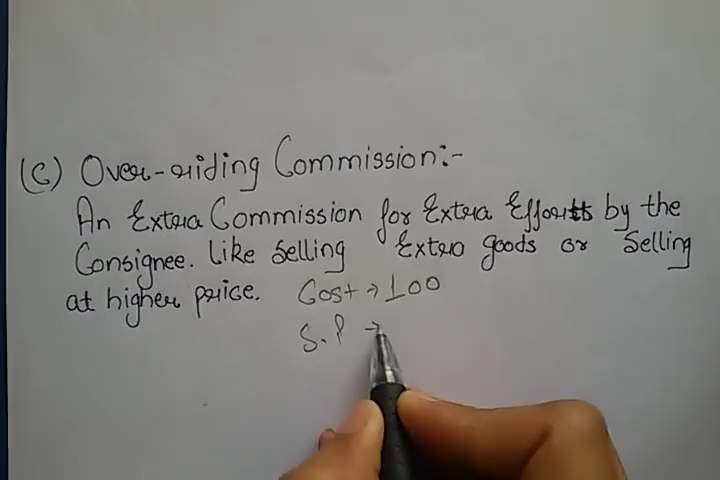 (C) Over-riding Commission:-
An Extra Commission for Extra Efforts by the
Consignee. Like Selling Extra goods or Selling
at higher price. Cost → 100
S.P →